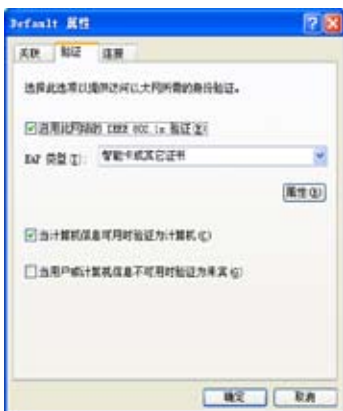 Default 属性
关联 验证 连接
选择此选项以提供访问以太网所需的身份验证。
启用此网络的 IEEE 802.1x 验证(E)
EAP 类型(T): 智能卡或其它证书
属性(R)
当计算机信息可用时验证为计算机(C)
当用户或计算机信息不可用时验证为来宾(G)
确定 取消